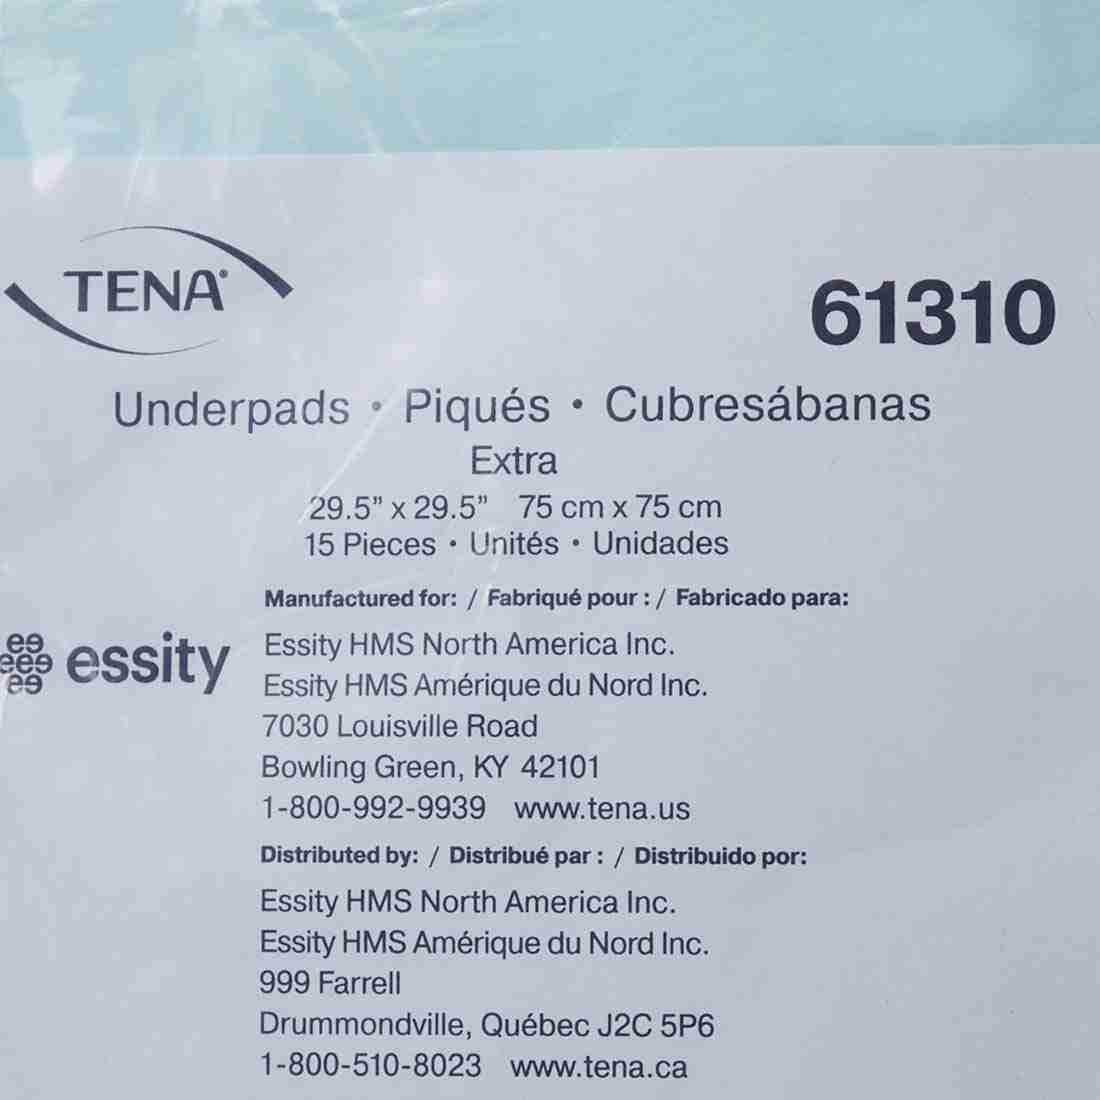 TENA®
61310
Underpads • Piqués • Cubresábanas
Extra
29.5” x 29.5” 75 cm x 75 cm
15 Pieces • Unités • Unidades
Manufactured for: / Fabriqué pour : / Fabricado para:
essity
Essity HMS North America Inc.
Essity HMS Amérique du Nord Inc.
7030 Louisville Road
Bowling Green, KY 42101
1-800-992-9939 www.tena.us
Distributed by: / Distribué par : / Distribuido por:
Essity HMS North America Inc.
Essity HMS Amérique du Nord Inc.
999 Farrell
Drummondville, Québec J2C 5P6
1-800-510-8023 www.tena.ca